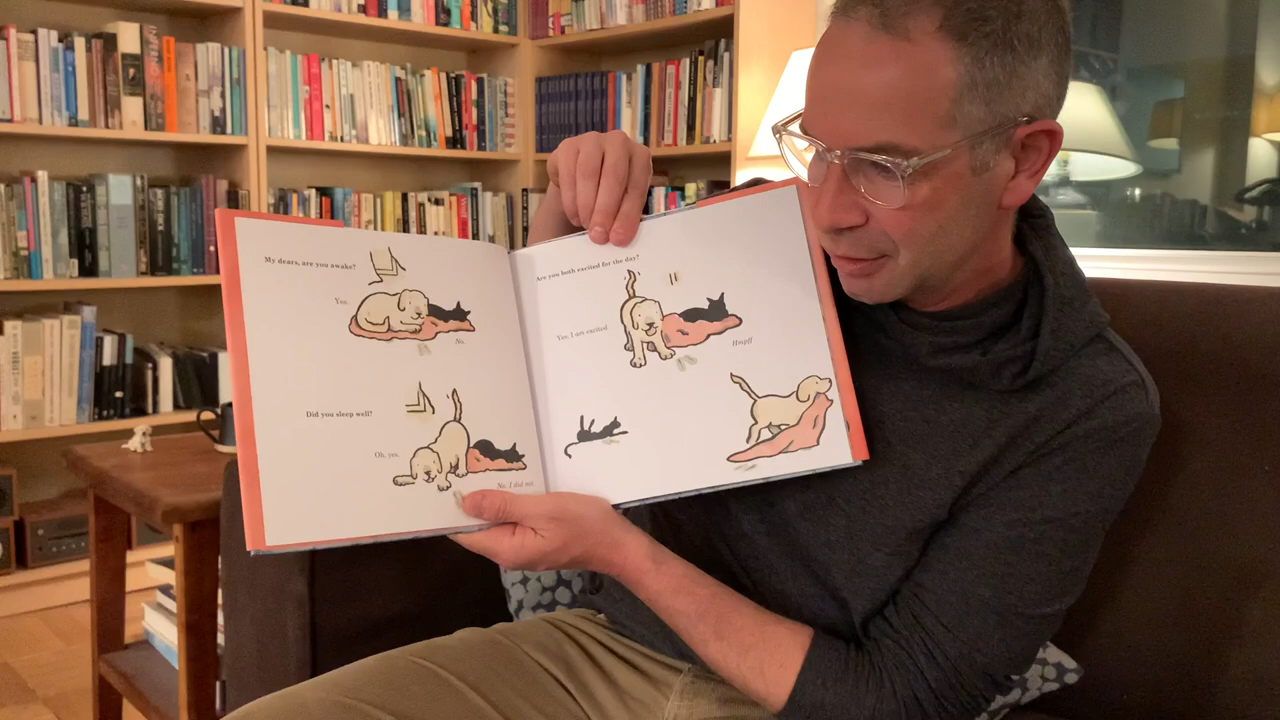 My dears, are you awake?
Yes.
No.
Did you sleep well?
Oh, yes.
No. I did not.
Are you both excited for the day?
Yes, I am excited
Hmpff